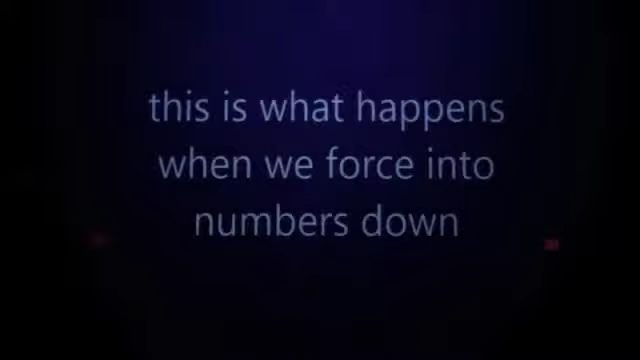 this is what happens
when we force into
numbers down